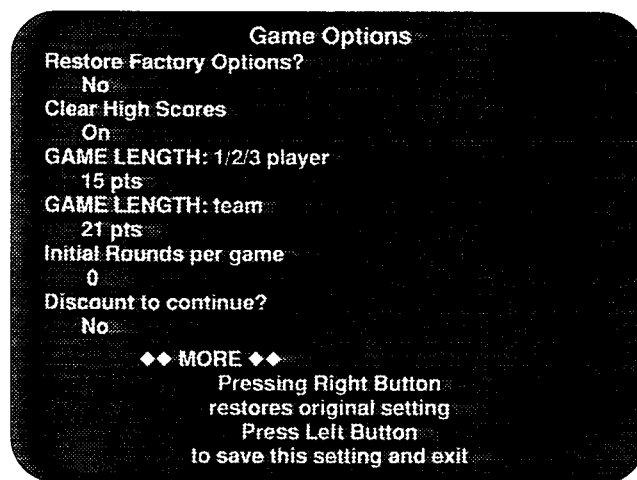 Game Options
Restore Factory Options?
No
Clear High Scores
On
GAME LENGTH: 1/2/3 player
15 pts
GAME LENGTH: team
21 pts
Initial Rounds per game
0
Discount to continue?
No
◆◆ MORE ◆◆
Pressing Right Button
restores original setting
Press Left Button
to save this setting and exit